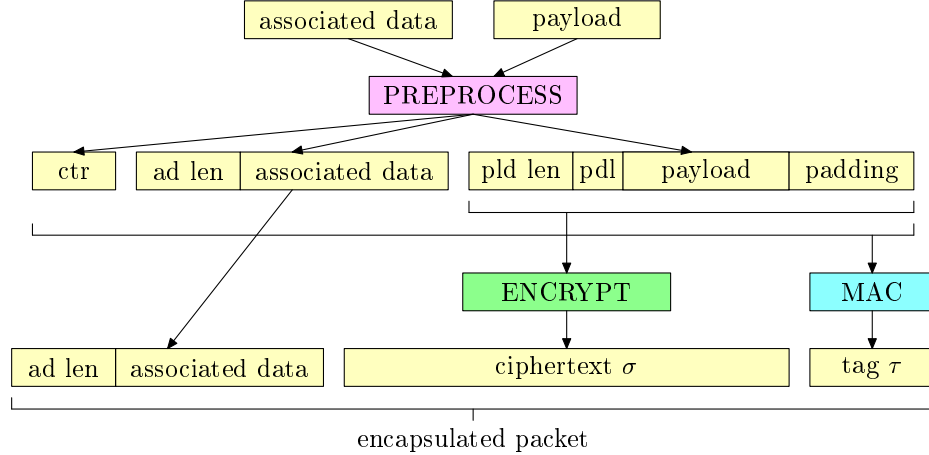 associated data payload
PREPROCESS
ctr ad len associated data pld len pdl payload padding
ENCRYPT MAC
ad len associated data ciphertext σ tag τ
encapsulated packet